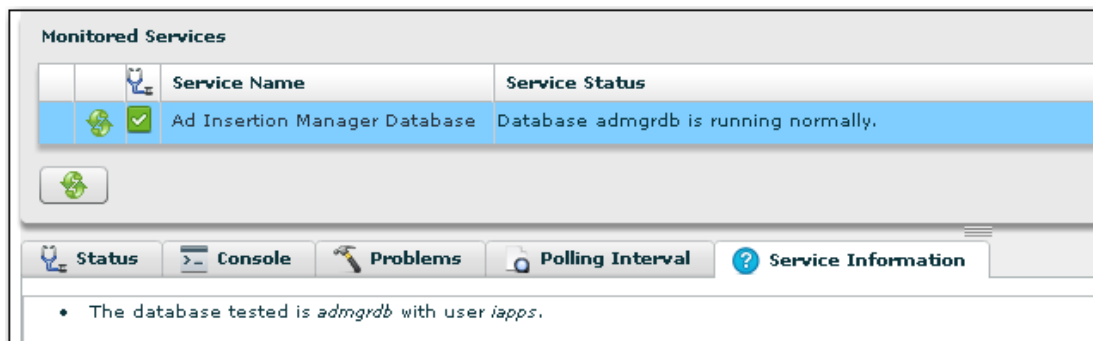 Monitored Services
Service Name Service Status
Ad Insertion Manager Database Database admgrdb is running normally.
Status Console Problems Polling Interval Service Information
• The database tested is admgrdb with user iapps.